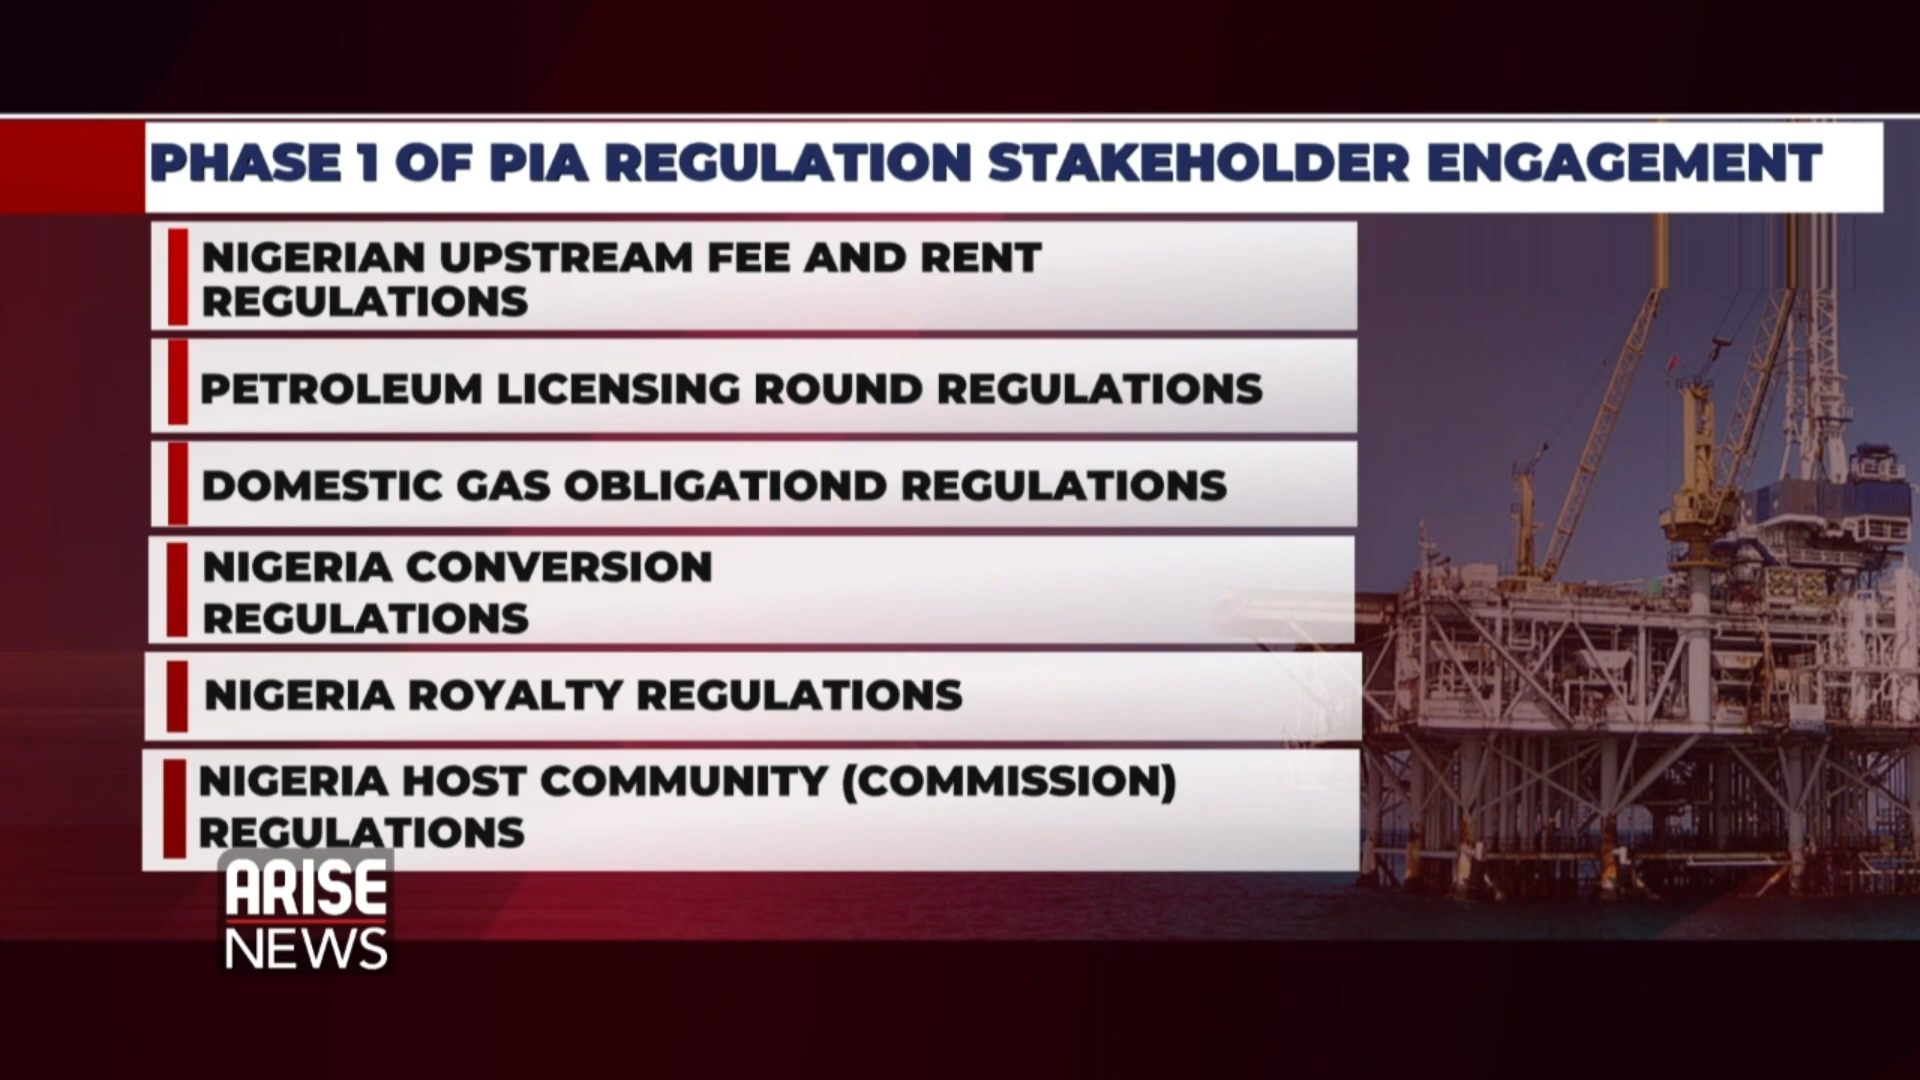 PHASE 1 OF PIA REGULATION STAKEHOLDER ENGAGEMENT
NIGERIAN UPSTREAM FEE AND RENT
REGULATIONS
PETROLEUM LICENSING ROUND REGULATIONS
DOMESTIC GAS OBLIGATIOND REGULATIONS
NIGERIA CONVERSION
REGULATIONS
NIGERIA ROYALTY REGULATIONS
NIGERIA HOST COMMUNITY (COMMISSION)
REGULATIONS
ARISE
NEWS